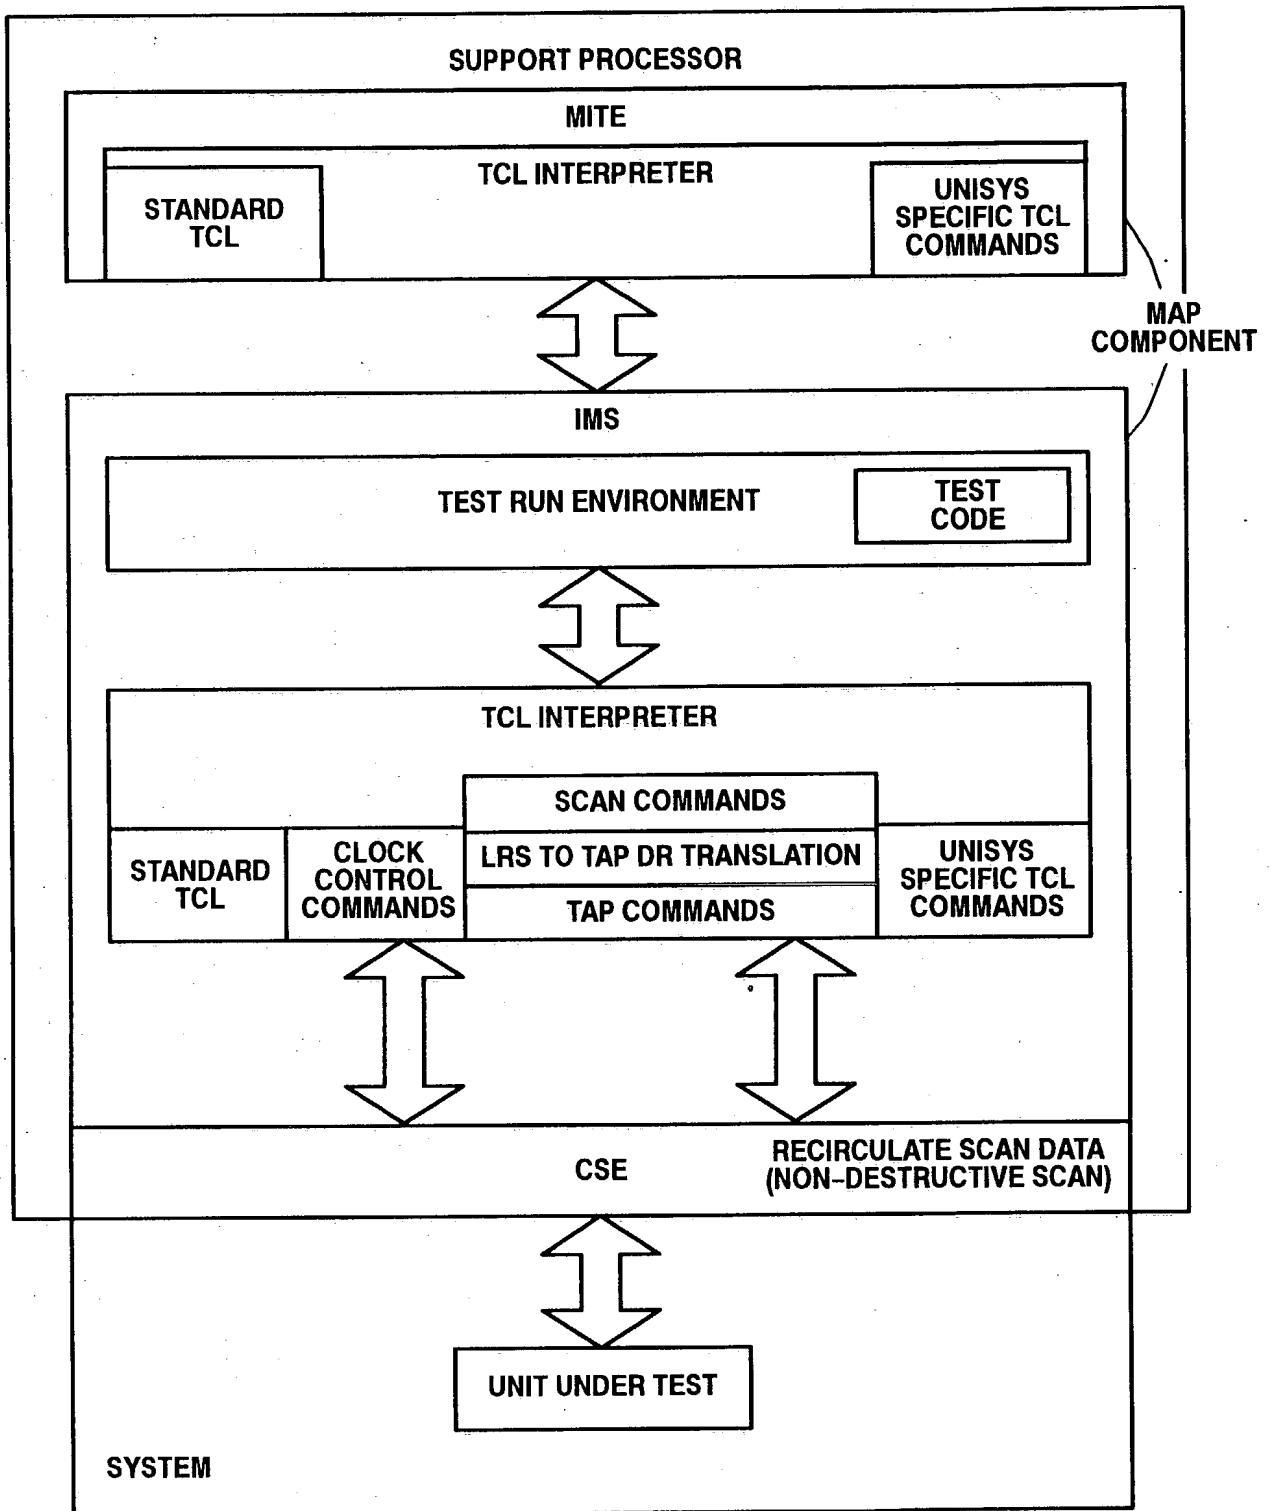 SUPPORT PROCESSOR
MITE
TCL INTERPRETER
STANDARD
TCL
UNISYS
SPECIFIC TCL
COMMANDS
MAP
COMPONENT
IMS
TEST RUN ENVIRONMENT
TEST
CODE
TCL INTERPRETER
SCAN COMMANDS
STANDARD
TCL
CLOCK
CONTROL
COMMANDS
LRS TO TAP DR TRANSLATION
TAP COMMANDS
UNISYS
SPECIFIC TCL
COMMANDS
CSE
RECIRCULATE SCAN DATA
(NON-DESTRUCTIVE SCAN)
UNIT UNDER TEST
SYSTEM